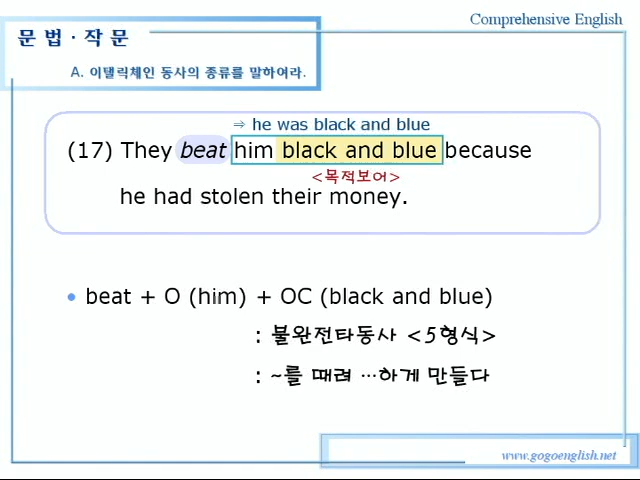 Comprehensive English
문 법 · 작 문
A. 이탤릭체인 동사의 종류를 말하여라.
⇒ he was black and blue
(17) They beat him black and blue because
<목적보어>
he had stolen their money.
• beat + O (him) + OC (black and blue)
: 불완전타동사 <5형식>
: ~를 때려 …하게 만들다
www.gogoenglish.net